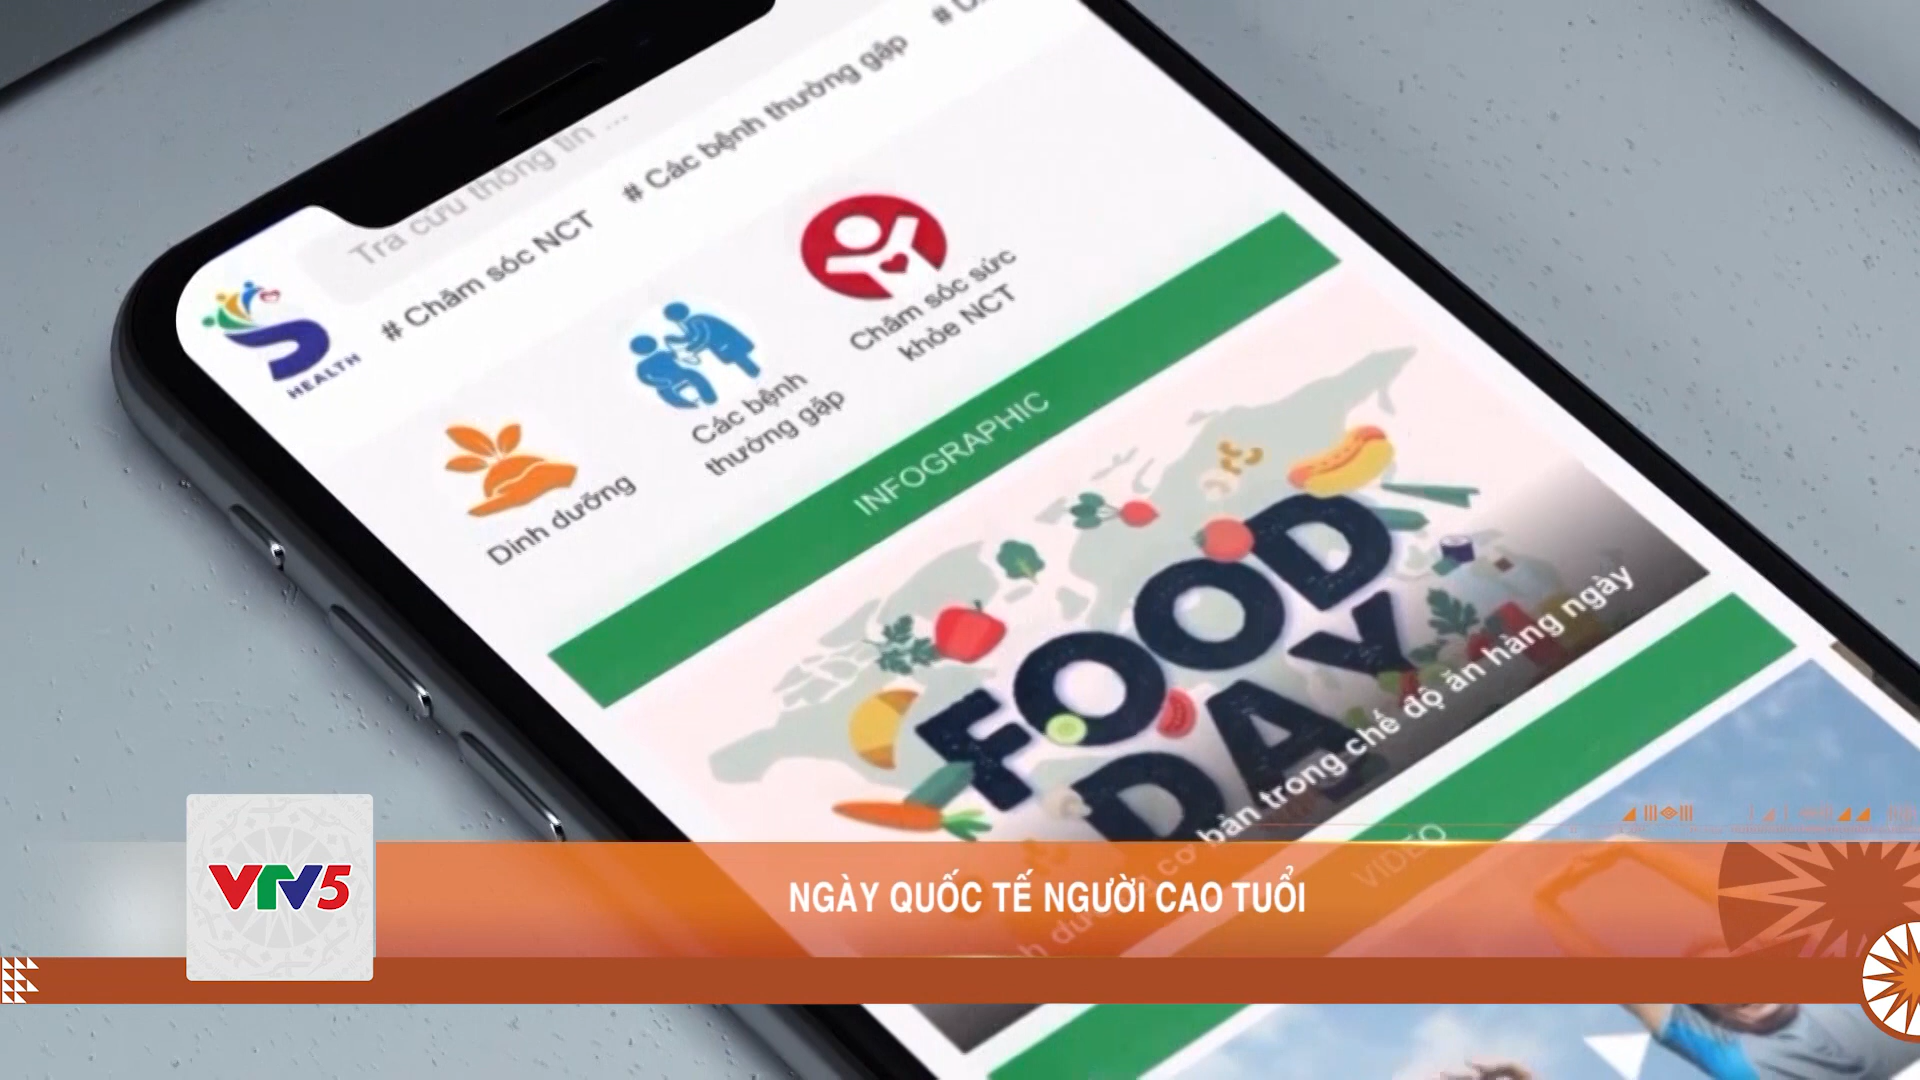 Tra cứu thông tin ...
# Chăm sóc NCT
# Các bệnh thường gặp
S
HEALTH
Dinh dưỡng
Các bệnh
thường gặp
Chăm sóc sức
khỏe NCT
INFOGRAPHIC
FOOD
DAY
cơ bản trong chế độ ăn hàng ngày
VIDEO
VTV5
NGÀY QUỐC TẾ NGƯỜI CAO TUỔI